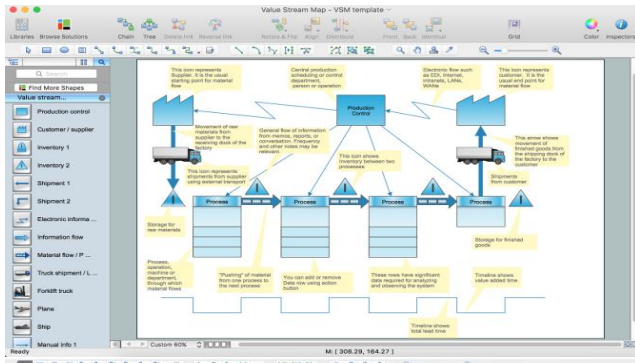 Value Stream Map - VSM template
Libraries Browse Solutions Chain Tree Delete link Reverse link Rotate & Flip Align Distribute Front Back Identical Grid Color Inspectors
Search
Find More Shapes
Value stream...
Production control
Customer / supplier
Inventory 1
Inventory 2
Shipment 1
Shipment 2
Electronic informa ...
Information flow
Material flow / P ...
Truck shipment / L ...
Forklift truck
Plane
Ship
Manual info 1
This icon represents
Supplier. It is the usual
starting point for material
flow
Central production
scheduling or control
department,
person or operation
Electronic flow such
as EDI, Internet,
Intranets, LANs,
WANs
This icon represents
customer. It is the
usual end point for
material flow
Production
Control
Movement of raw
materials from
supplier to the
receiving dock of the
factory
General flow of information
from memos, reports, or
conversation. Frequency
and other notes may be
relevant
This arrow shows
movement of
finished goods from
the shipping dock of
the factory to the
customer
This icon shows
inventory between two
processes
This icon represents
shipments from supplier
using external transport
Shipments
from customer
Process
Process
Process
Process
Storage for
raw materials
Storage for finished
goods
Process,
operation,
machine or
department,
through which
material flows
"Pushing" of material
from one process to
the next process
You can add or remove
Data row using action
button
These rows have significant
data required for analyzing
and observing the system
Timeline shows
value added time
Timeline shows
total lead time
Custom 60%
Ready
M: [ 308.29, 164.27 ]